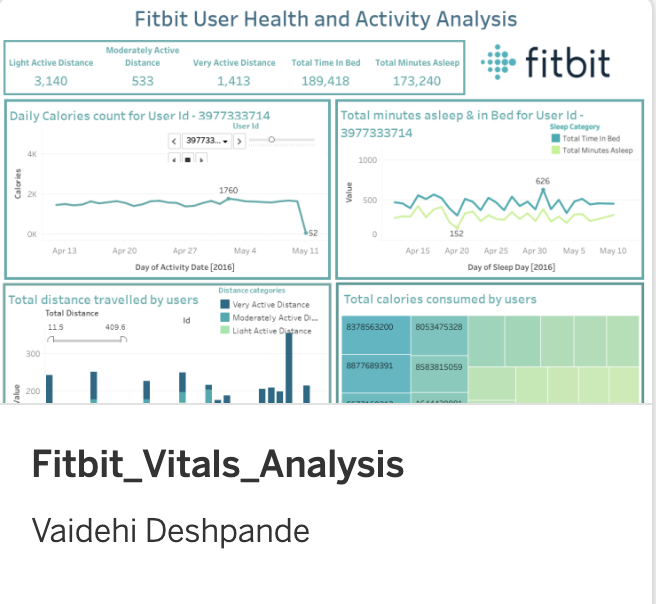 Fitbit User Health and Activity Analysis
Light Active Distance
3,140
Moderately Active
Distance
533
Very Active Distance
1,413
Total Time In Bed
189,418
Total Minutes Asleep
173,240
fitbit
Daily Calories count for User Id - 3977333714
User Id
397733...
4K
2K
0K
Calories
1760
52
Apr 13
Apr 20
Apr 27
May 4
May 11
Day of Activity Date [2016]
Total minutes asleep & in Bed for User Id -
3977333714
Sleep Category
Total Time In Bed
Total Minutes Asleep
1000
500
0
Value
626
152
Apr 15
Apr 20
Apr 25
Apr 30
May 5
May 10
Day of Sleep Day [2016]
Total distance travelled by users
Total Distance
11.5
409.6
Id
Distance categories
Very Active Distance
Moderately Active Di...
Light Active Distance
300
200
Total calories consumed by users
8378563200
8053475328
8877689391
8583815059
Fitbit_Vitals_Analysis
Vaidehi Deshpande